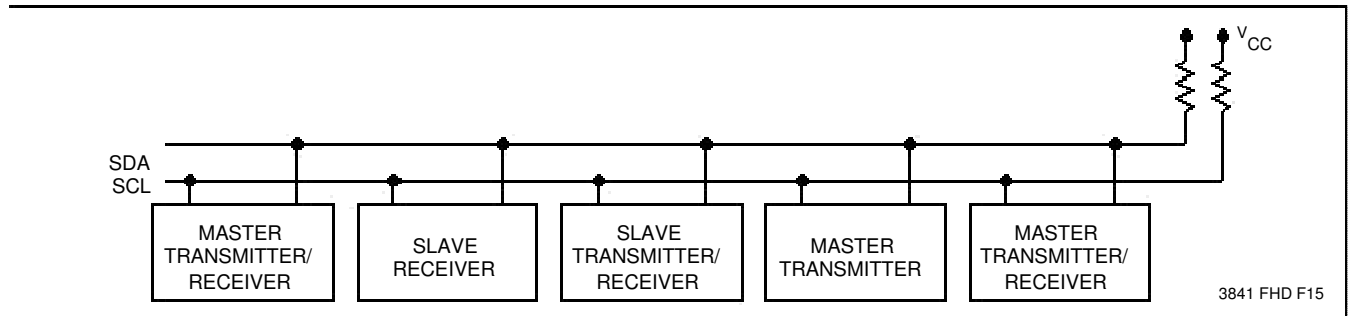 VCC
SDA
SCL
MASTER
TRANSMITTER/
RECEIVER
SLAVE
RECEIVER
SLAVE
TRANSMITTER/
RECEIVER
MASTER
TRANSMITTER
MASTER
TRANSMITTER/
RECEIVER
3841 FHD F15